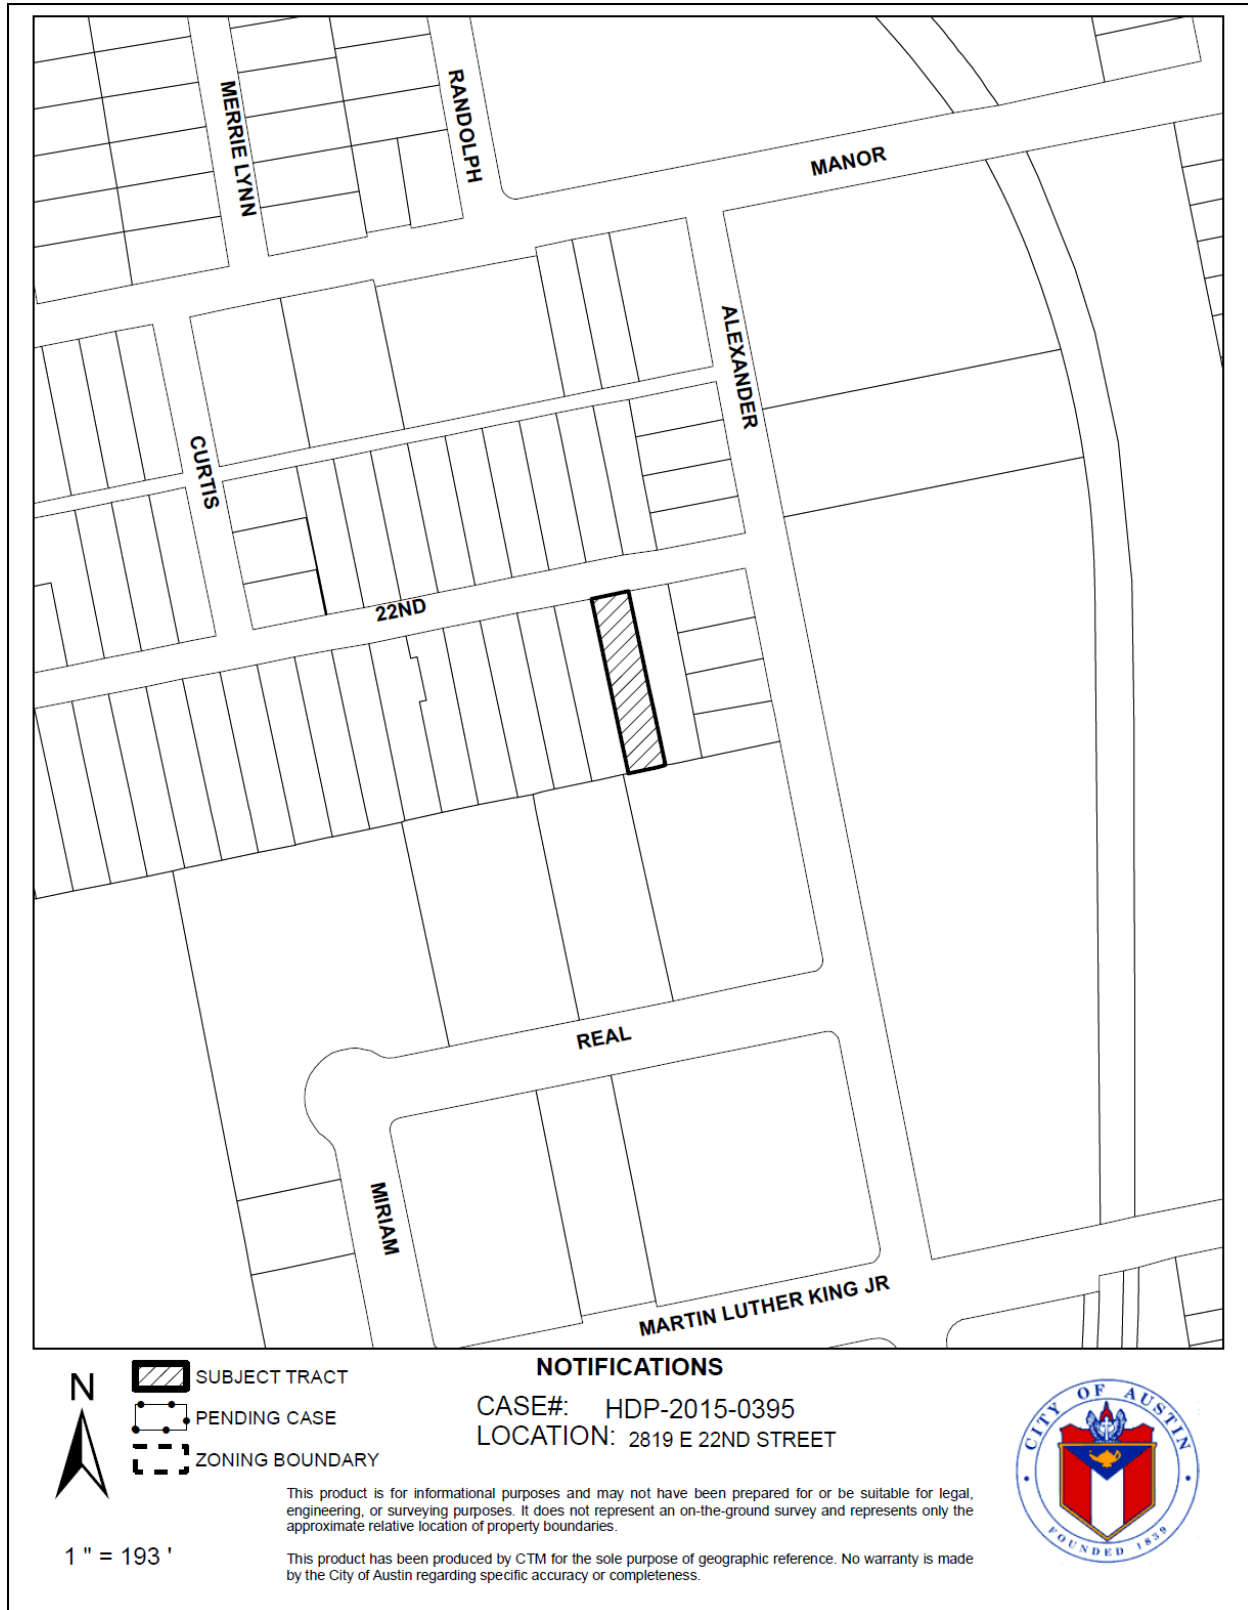 MERRIE LYNN
RANDOLPH
MANOR
ALEXANDER
CURTIS
22ND
REAL
MIRIAM
MARTIN LUTHER KING JR
N
1 " = 193 '
SUBJECT TRACT
PENDING CASE
ZONING BOUNDARY
NOTIFICATIONS
CASE#: HDP-2015-0395
LOCATION: 2819 E 22ND STREET
This product is for informational purposes and may not have been prepared for or be suitable for legal,
engineering, or surveying purposes. It does not represent an on-the-ground survey and represents only the
approximate relative location of property boundaries.
This product has been produced by CTM for the sole purpose of geographic reference. No warranty is made
by the City of Austin regarding specific accuracy or completeness.
CITY OF AUSTIN
FOUNDED 1839